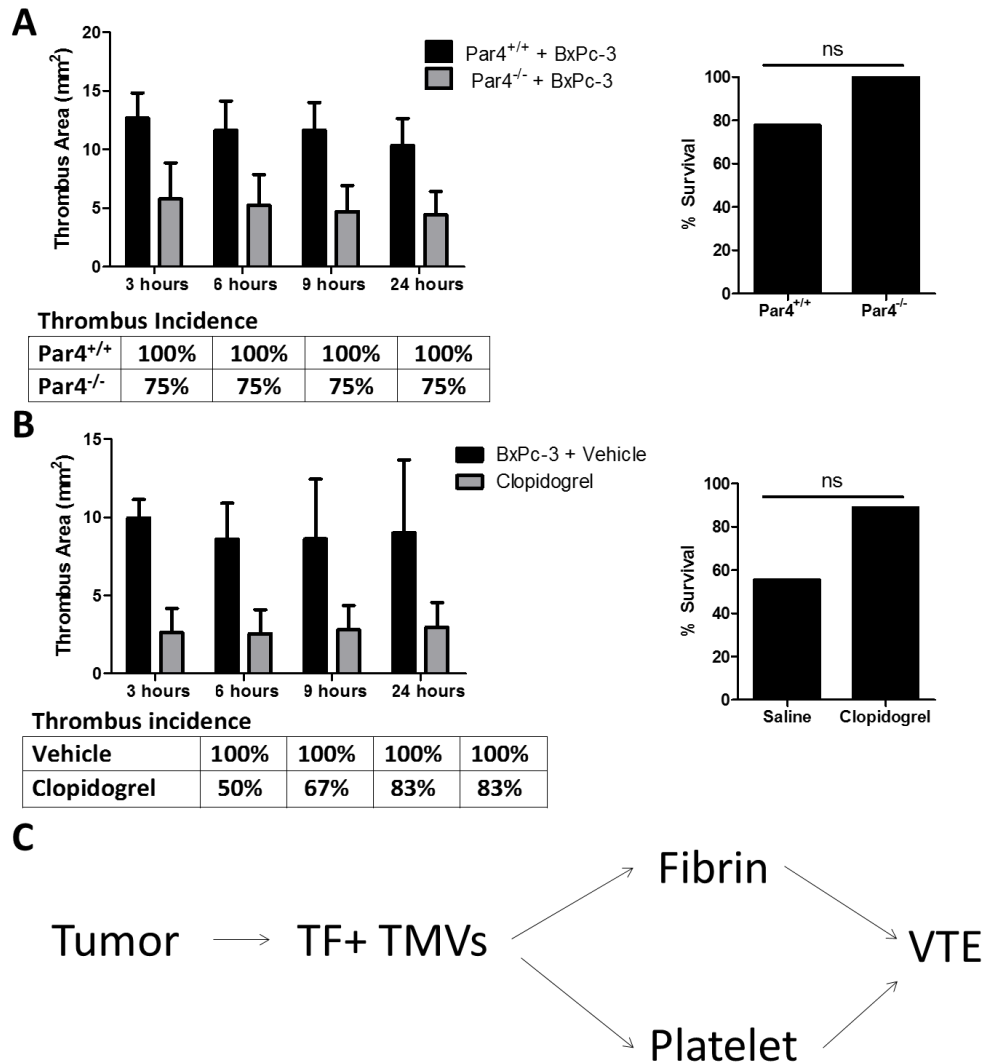 A
Thrombus Area (mm²)
20
15
10
5
0
3 hours 6 hours 9 hours 24 hours
Par4+/+ + BxPc-3
Par4-/- + BxPc-3
% Survival
100
80
60
40
20
0
ns
Par4+/+ Par4-/-
Thrombus Incidence
Par4+/+ 100% 100% 100% 100%
Par4-/- 75% 75% 75% 75%
B
Thrombus Area (mm²)
15
10
5
0
3 hours 6 hours 9 hours 24 hours
BxPc-3 + Vehicle
Clopidogrel
% Survival
100
80
60
40
20
0
ns
Saline Clopidogrel
Thrombus incidence
Vehicle 100% 100% 100% 100%
Clopidogrel 50% 67% 83% 83%
C
Tumor TF+ TMVs
Fibrin
Platelet
VTE